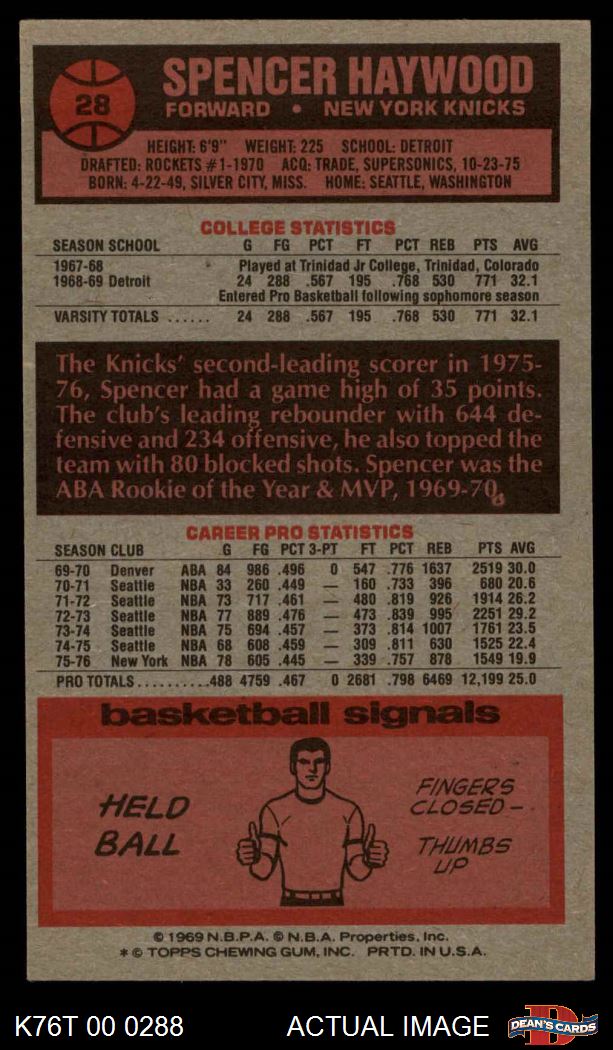 28
SPENCER HAYWOOD
FORWARD • NEW YORK KNICKS
HEIGHT: 6'9" WEIGHT: 225 SCHOOL: DETROIT
DRAFTED: ROCKETS #1-1970 ACQ: TRADE, SUPERSONICS, 10-23-75
BORN: 4-22-49, SILVER CITY, MISS. HOME: SEATTLE, WASHINGTON
COLLEGE STATISTICS
SEASON SCHOOL G FG PCT FT PCT REB PTS AVG
1967-68 Played at Trinidad Jr College, Trinidad, Colorado
1968-69 Detroit 24 288 .567 195 .768 530 771 32.1
Entered Pro Basketball following sophomore season
VARSITY TOTALS ...... 24 288 .567 195 .768 530 771 32.1
The Knicks' second-leading scorer in 1975-
76, Spencer had a game high of 35 points.
The club's leading rebounder with 644 de-
fensive and 234 offensive, he also topped the
team with 80 blocked shots. Spencer was the
ABA Rookie of the Year & MVP, 1969-70.
CAREER PRO STATISTICS
SEASON CLUB G FG PCT 3-PT FT PCT REB PTS AVG
69-70 Denver ABA 84 986 .496 0 547 .776 1637 2519 30.0
70-71 Seattle NBA 33 260 .449 — 160 .733 396 680 20.6
71-72 Seattle NBA 73 717 .461 — 480 .819 926 1914 26.2
72-73 Seattle NBA 77 889 .476 — 473 .839 995 2251 29.2
73-74 Seattle NBA 75 694 .457 — 373 .814 1007 1761 23.5
74-75 Seattle NBA 68 608 .459 — 309 .811 630 1525 22.4
75-76 New York NBA 78 605 .445 — 339 .757 878 1549 19.9
PRO TOTALS..........488 4759 .467 0 2681 .798 6469 12,199 25.0
basketball signals
HELD
BALL
FINGERS
CLOSED—
THUMBS
UP
© 1969 N.B.P.A. © N.B.A. Properties, Inc.
* © TOPPS CHEWING GUM, INC. PRTD. IN U.S.A.
K76T 00 0288 ACTUAL IMAGE
D
DEAN'S CARDS